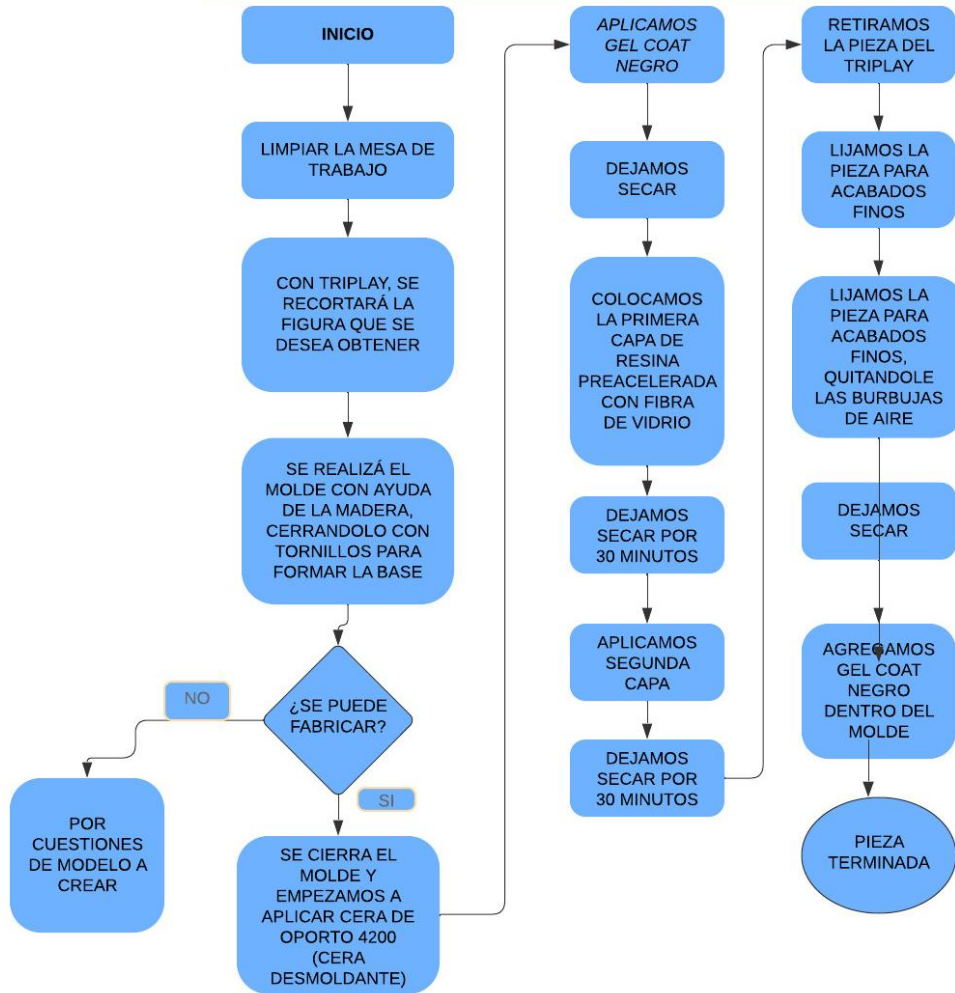 INICIO
LIMPIAR LA MESA DE
TRABAJO
CON TRIPLAY, SE
RECORTARÁ LA
FIGURA QUE SE
DESEA OBTENER
SE REALIZÁ EL
MOLDE CON AYUDA
DE LA MADERA,
CERRANDOLO CON
TORNILLOS PARA
FORMAR LA BASE
¿SE PUEDE
FABRICAR?
NO
POR
CUESTIONES
DE MODELO A
CREAR
SI
SE CIERRA EL
MOLDE Y
EMPEZAMOS A
APLICAR CERA DE
OPORTO 4200
(CERA
DESMOLDANTE)
APLICAMOS
GEL COAT
NEGRO
DEJAMOS
SECAR
COLOCAMOS
LA PRIMERA
CAPA DE
RESINA
PREACELERADA
CON FIBRA
DE VIDRIO
DEJAMOS
SECAR POR
30 MINUTOS
APLICAMOS
SEGUNDA
CAPA
DEJAMOS
SECAR POR
30 MINUTOS
RETIRAMOS
LA PIEZA DEL
TRIPLAY
LIJAMOS LA
PIEZA PARA
ACABADOS
FINOS
LIJAMOS LA
PIEZA PARA
ACABADOS
FINOS,
QUITANDOLE
LAS BURBUJAS
DE AIRE
DEJAMOS
SECAR
AGREGAMOS
GEL COAT
NEGRO
DENTRO DEL
MOLDE
PIEZA
TERMINADA